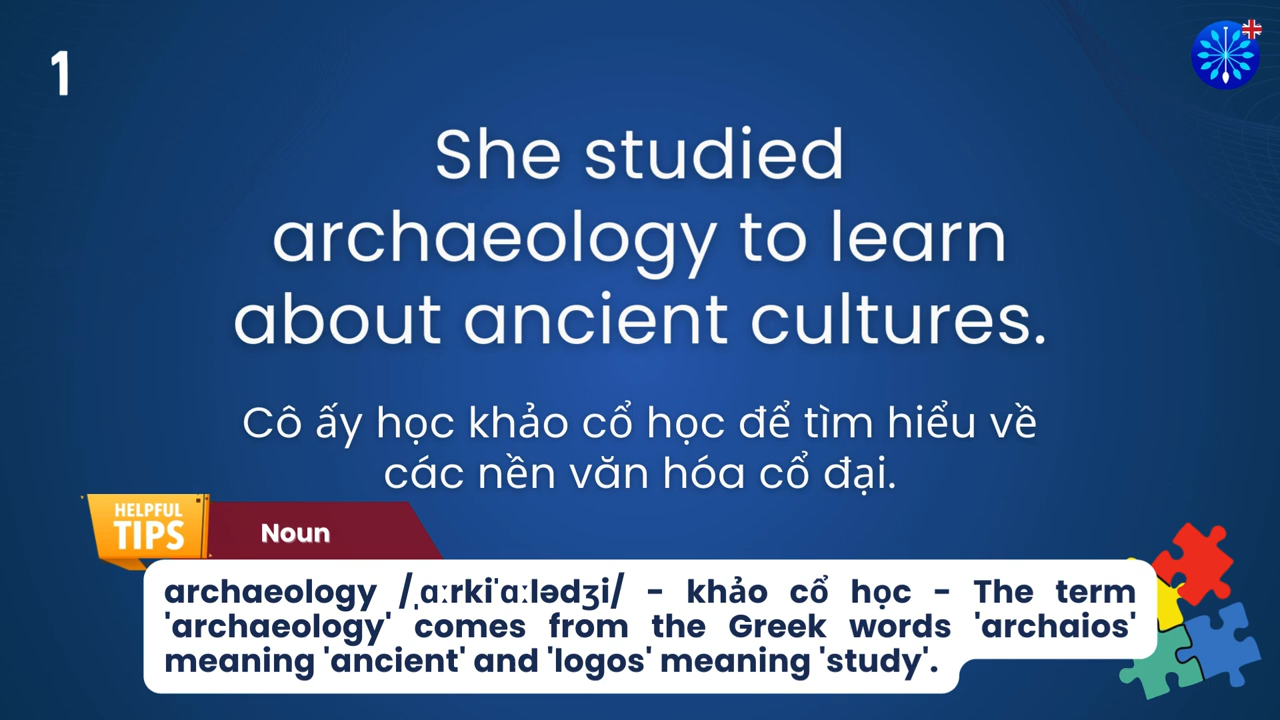 1
She studied
archaeology to learn
about ancient cultures.
Cô ấy học khảo cổ học để tìm hiểu về
các nền văn hóa cổ đại.
HELPFUL
TIPS
Noun
archaeology /ˌɑːrkiˈɑːlədʒi/ - khảo cổ học - The term
'archaeology' comes from the Greek words 'archaios'
meaning 'ancient' and 'logos' meaning 'study'.